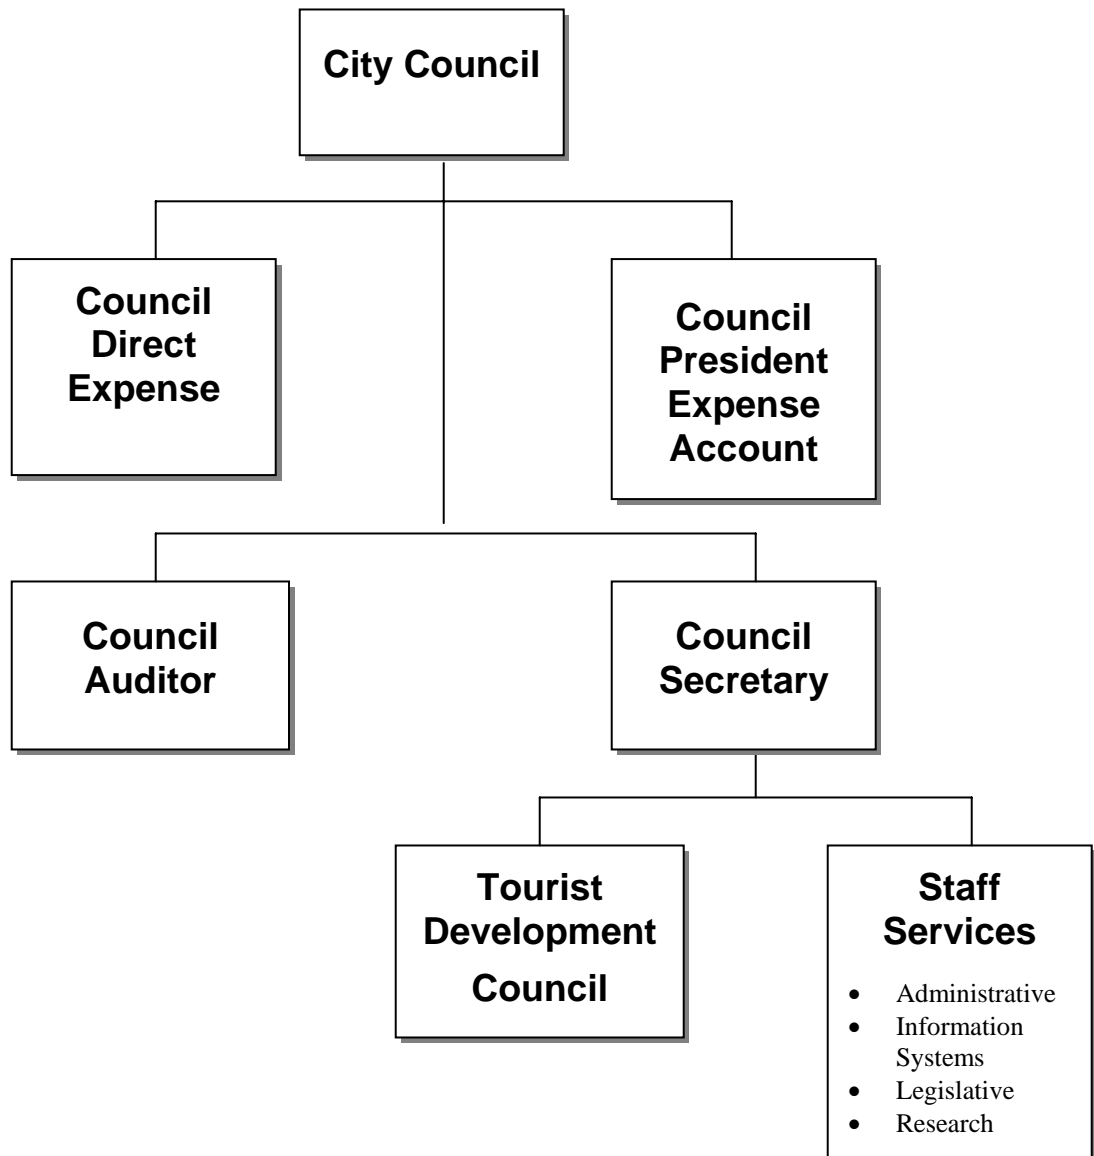 City Council
Council
Direct
Expense
Council
President
Expense
Account
Council
Auditor
Council
Secretary
Tourist
Development
Council
Staff
Services
• Administrative
• Information
Systems
• Legislative
• Research